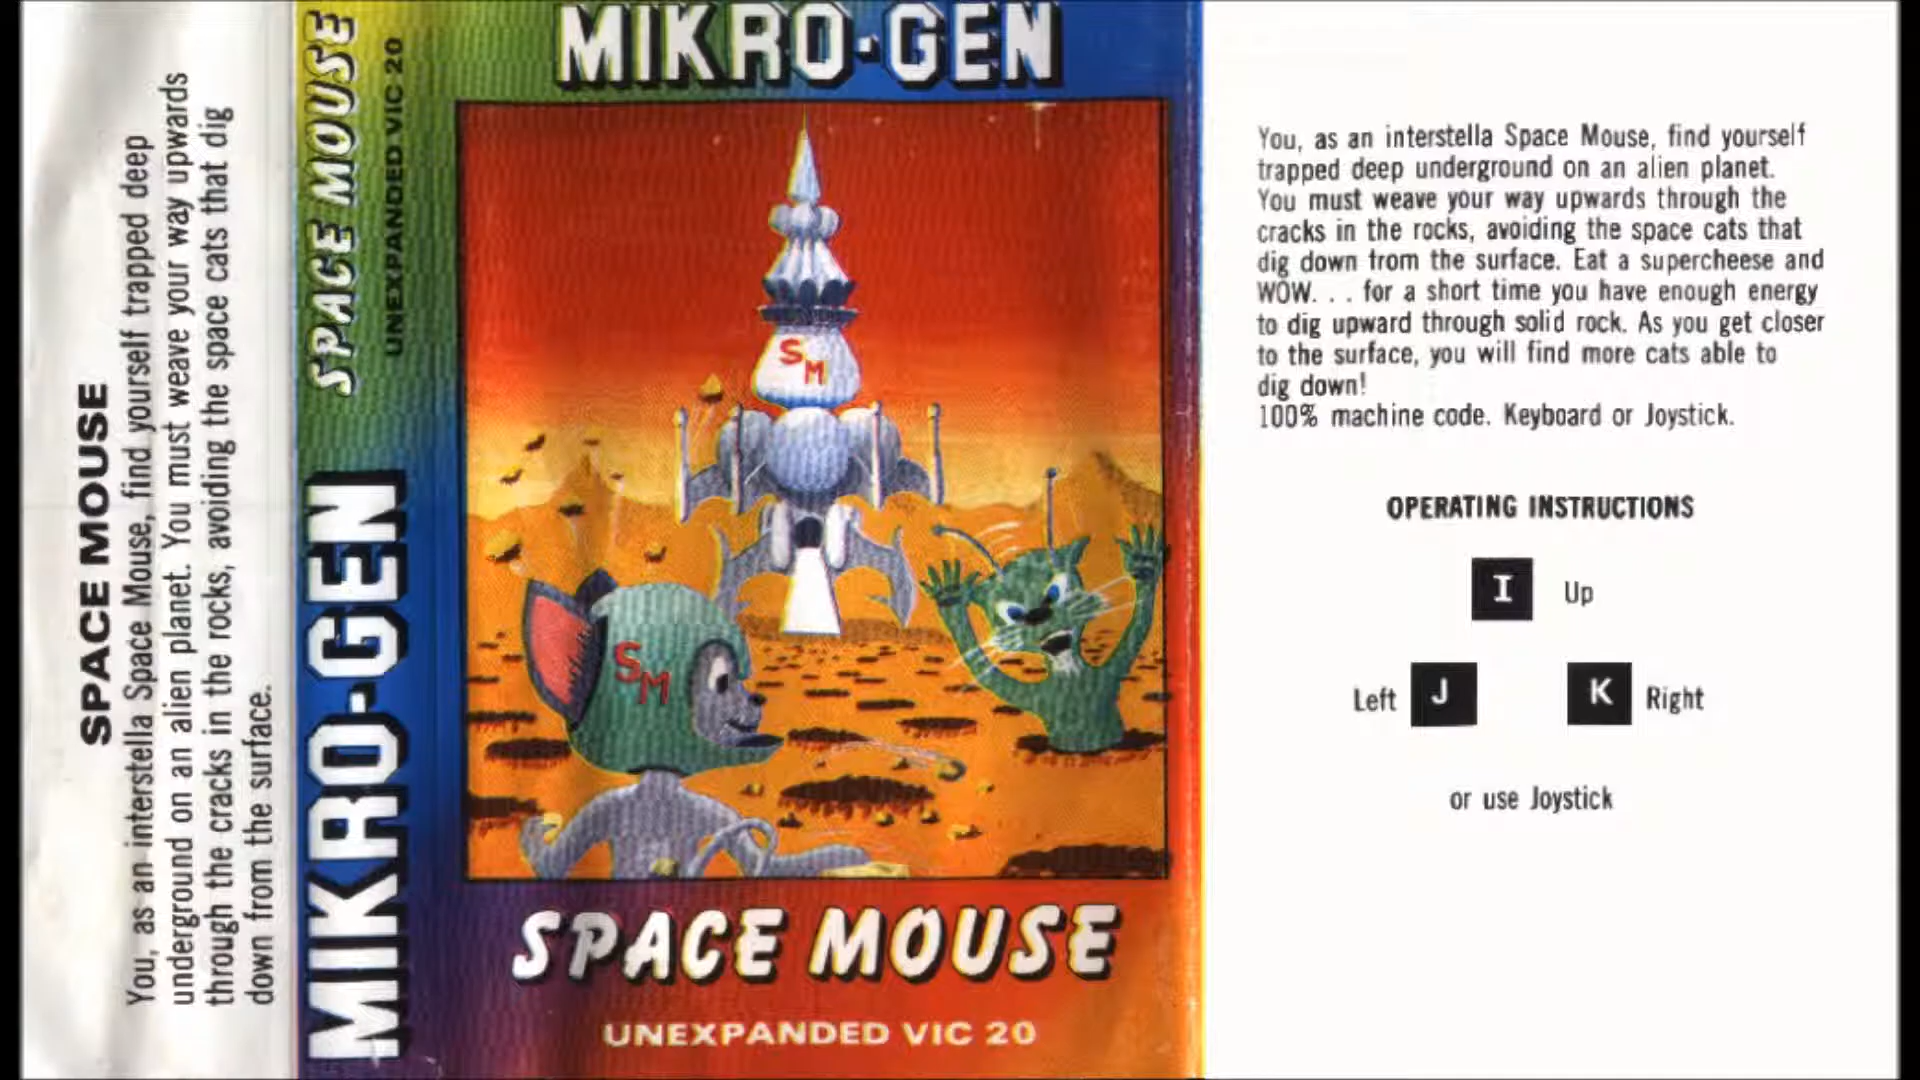 SPACE MOUSE
You, as an interstella Space Mouse, find yourself trapped deep
underground on an alien planet. You must weave your way upwards
through the cracks in the rocks, avoiding the space cats that dig
down from the surface.
SPACE MOUSE
UNEXPANDED VIC 20
MIKRO-GEN
MIKRO-GEN
SM
SM
SPACE MOUSE
UNEXPANDED VIC 20
You, as an interstella Space Mouse, find yourself
trapped deep underground on an alien planet.
You must weave your way upwards through the
cracks in the rocks, avoiding the space cats that
dig down from the surface. Eat a supercheese and
WOW. . . for a short time you have enough energy
to dig upward through solid rock. As you get closer
to the surface, you will find more cats able to
dig down!
100% machine code. Keyboard or Joystick.
OPERATING INSTRUCTIONS
I Up
Left J K Right
or use Joystick